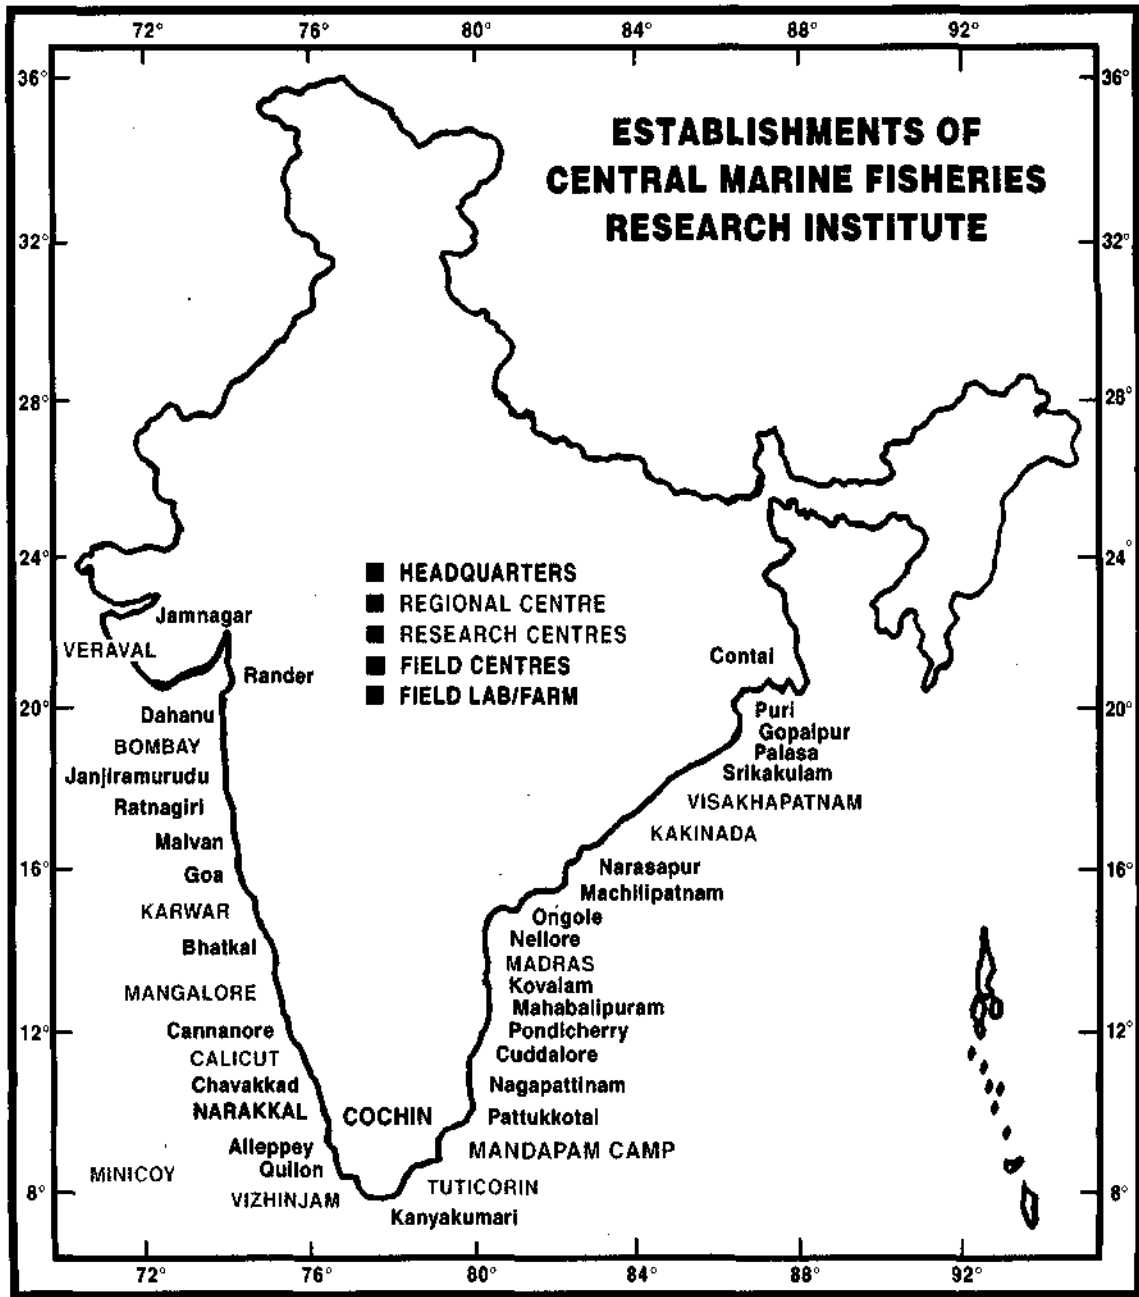 72° 76° 80° 84° 88° 92°
36° 36°
ESTABLISHMENTS OF
CENTRAL MARINE FISHERIES
RESEARCH INSTITUTE
32° 32°
28° 28°
24° 24°
HEADQUARTERS
REGIONAL CENTRE
RESEARCH CENTRES
FIELD CENTRES
FIELD LAB/FARM
Jamnagar
VERAVAL
Rander
Contai
20° 20°
Dahanu
BOMBAY
Janjiramurudu
Ratnagiri
Malvan
Goa
KARWAR
Bhatkal
MANGALORE
Cannanore
CALICUT
Chavakkad
NARAKKAL
COCHIN
Alleppey
Quilon
MINICOY
VIZHINJAM
Puri
Gopalpur
Palasa
Srikakulam
VISAKHAPATNAM
KAKINADA
16° 16°
Narasapur
Machilipatnam
Ongole
Nellore
MADRAS
Kovalam
Mahabalipuram
12° 12°
Pondicherry
Cuddalore
Nagapattinam
Pattukkotai
MANDAPAM CAMP
TUTICORIN
8° 8°
Kanyakumari
72° 76° 80° 84° 88° 92°